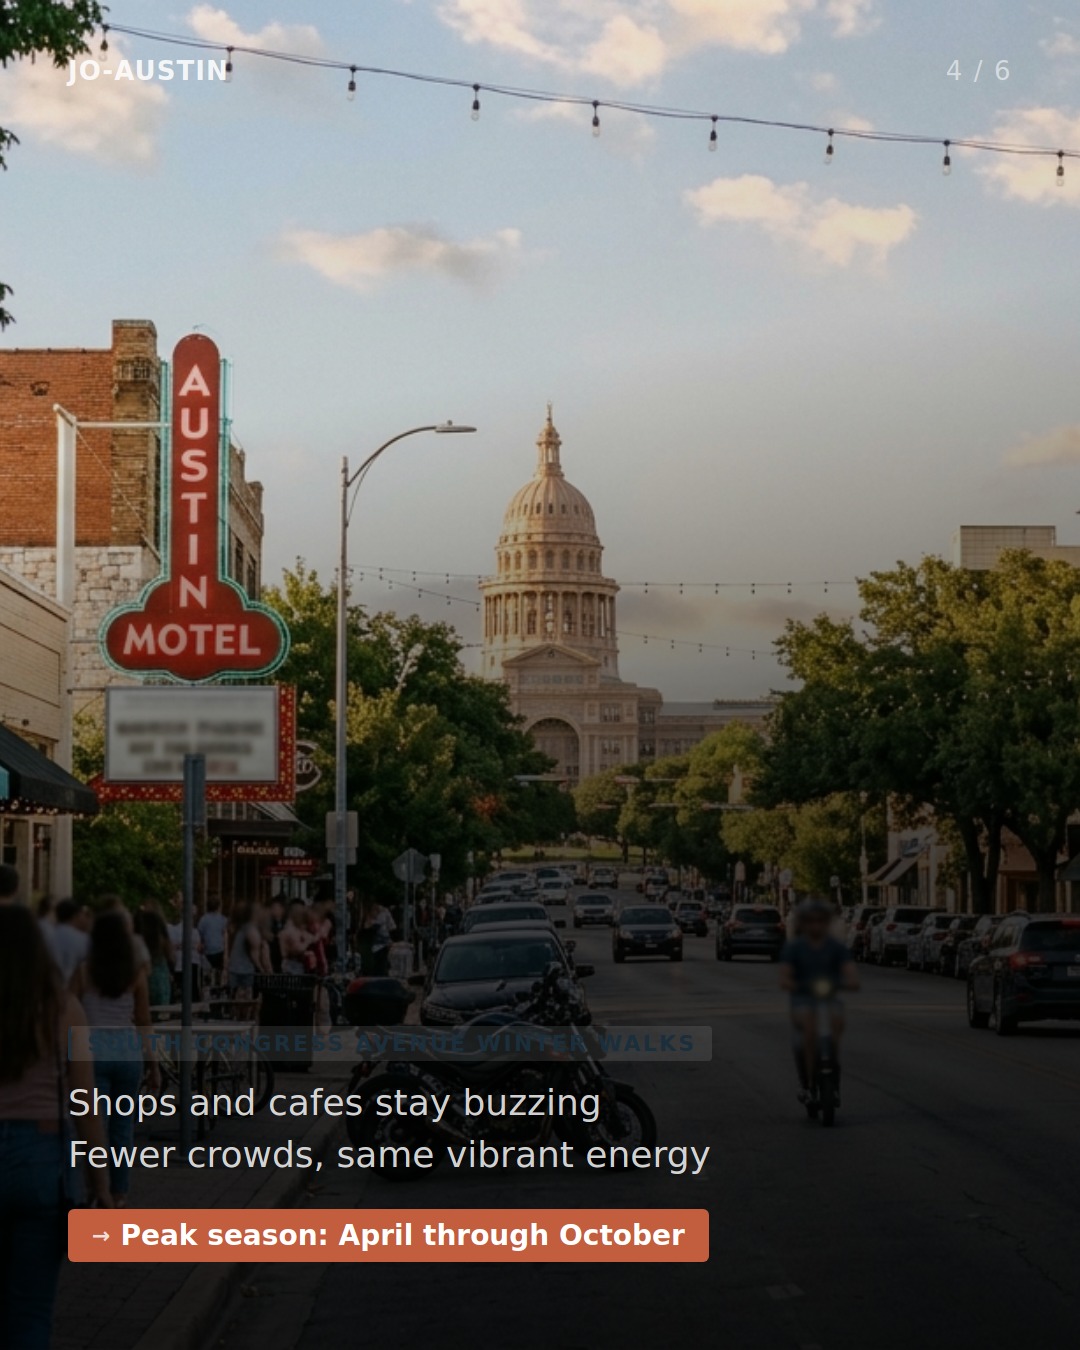 JO-AUSTIN
4 / 6
AUSTIN
MOTEL
SOUTH CONGRESS AVENUE WINTER WALKS
Shops and cafes stay buzzing
Fewer crowds, same vibrant energy
→ Peak season: April through October